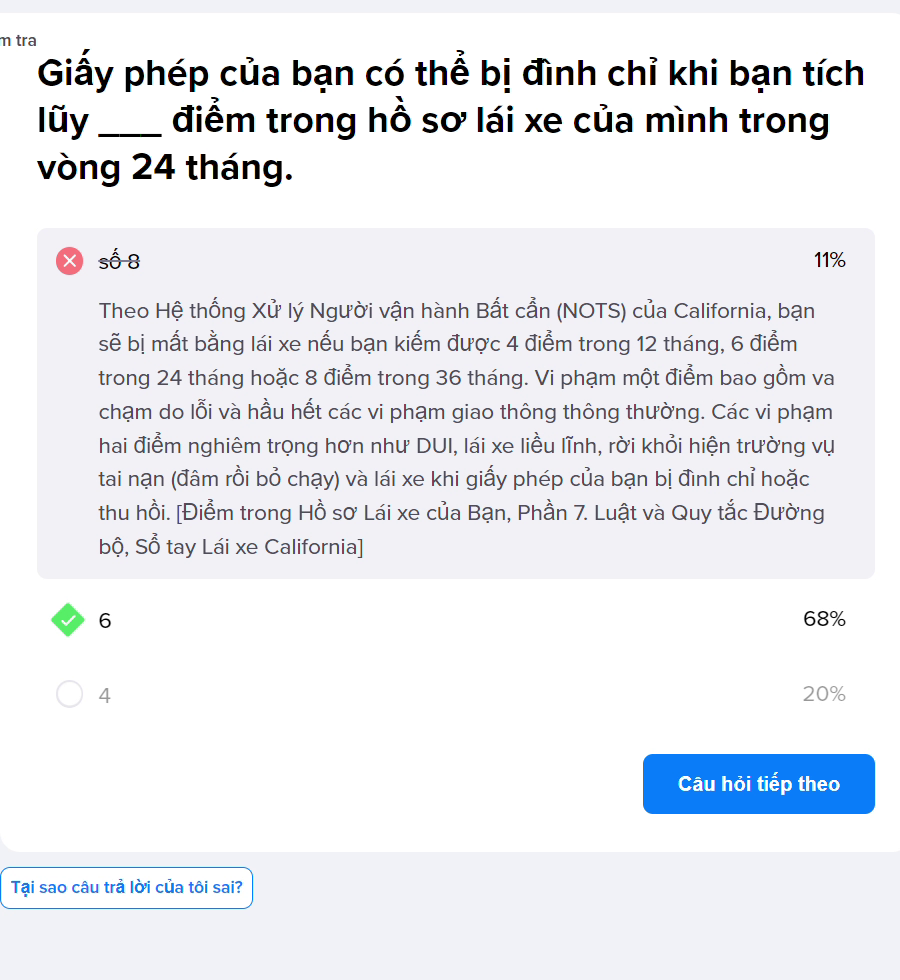 m tra
Giấy phép của bạn có thể bị đình chỉ khi bạn tích
lũy ___ điểm trong hồ sơ lái xe của mình trong
vòng 24 tháng.
số 8 11%
Theo Hệ thống Xử lý Người vận hành Bất cẩn (NOTS) của California, bạn
sẽ bị mất bằng lái xe nếu bạn kiếm được 4 điểm trong 12 tháng, 6 điểm
trong 24 tháng hoặc 8 điểm trong 36 tháng. Vi phạm một điểm bao gồm va
chạm do lỗi và hầu hết các vi phạm giao thông thông thường. Các vi phạm
hai điểm nghiêm trọng hơn như DUI, lái xe liều lĩnh, rời khỏi hiện trường vụ
tai nạn (đâm rồi bỏ chạy) và lái xe khi giấy phép của bạn bị đình chỉ hoặc
thu hồi. [Điểm trong Hồ sơ Lái xe của Bạn, Phần 7. Luật và Quy tắc Đường
bộ, Sổ tay Lái xe California]
6 68%
4 20%
Câu hỏi tiếp theo
Tại sao câu trả lời của tôi sai?